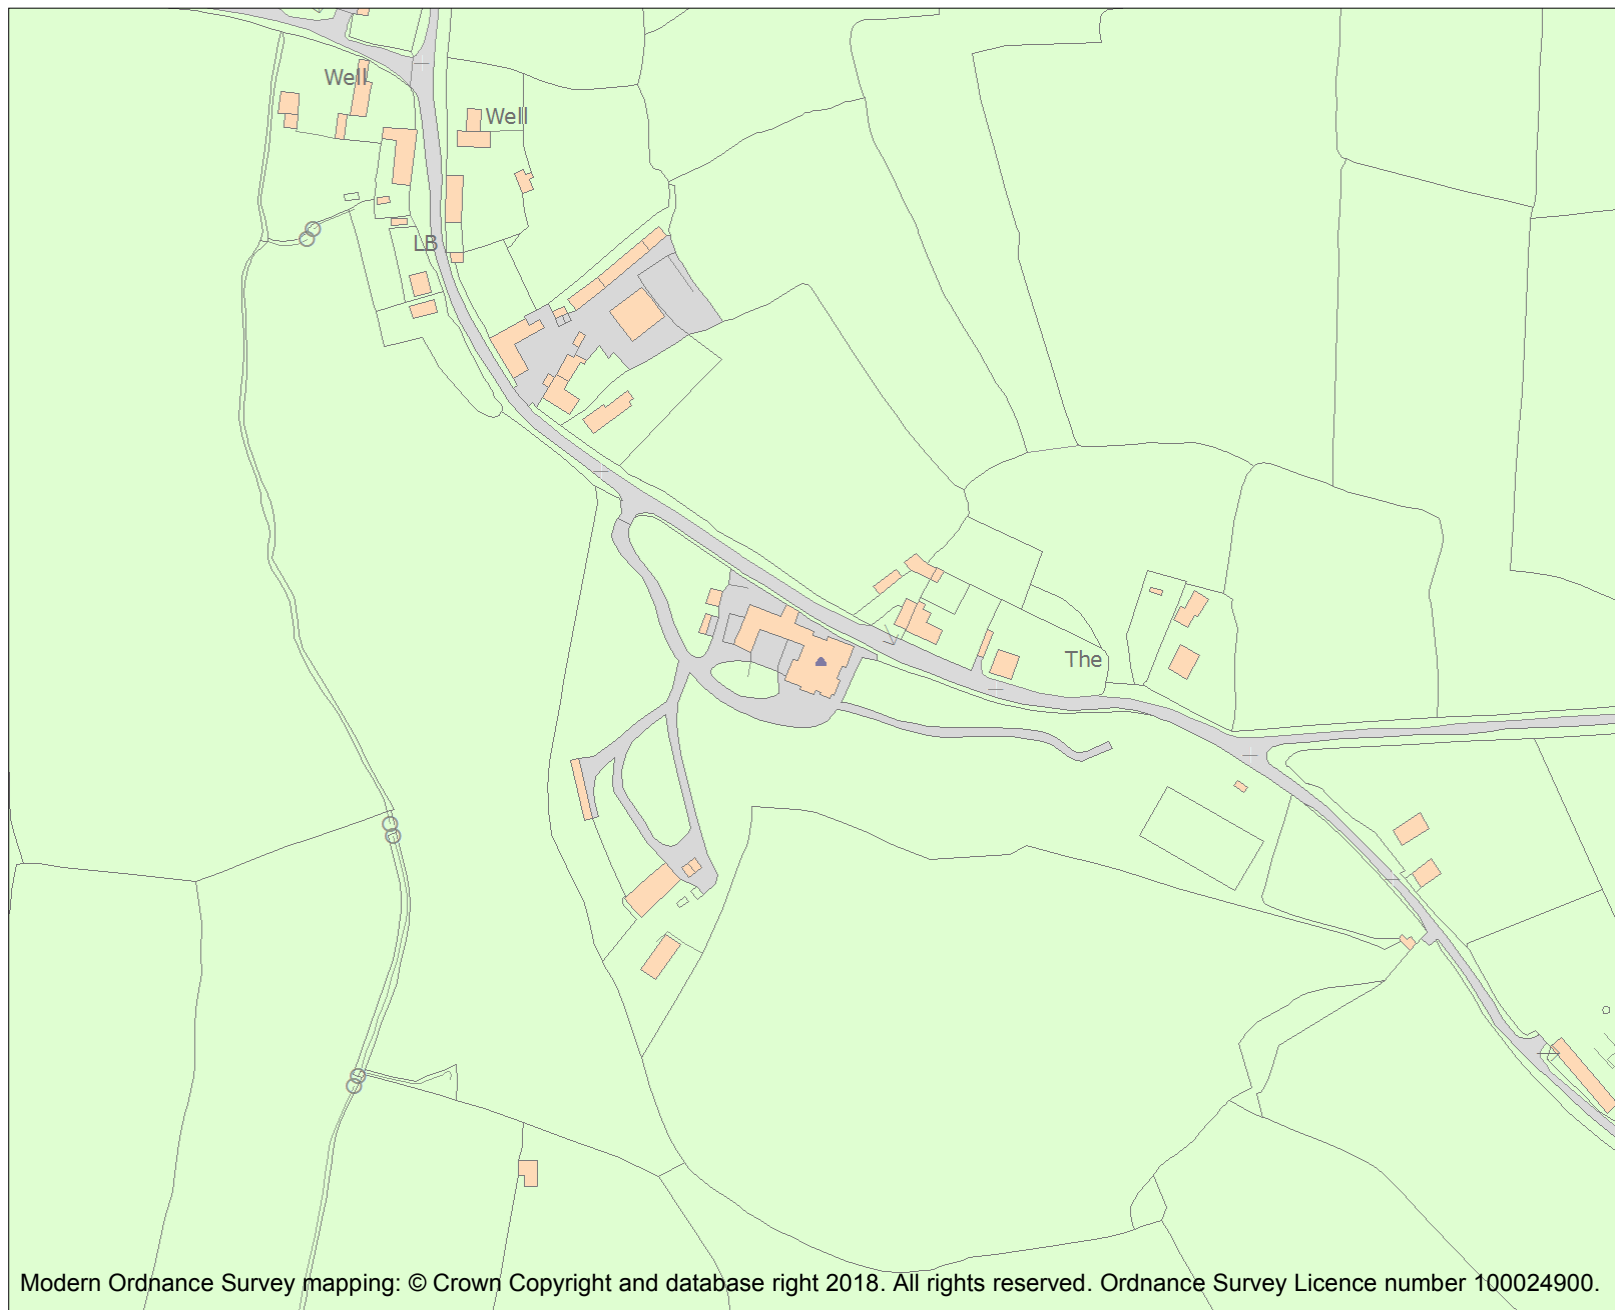 Well
Well
LB
The
Modern Ordnance Survey mapping: © Crown Copyright and database right 2018. All rights reserved. Ordnance Survey Licence number 100024900.